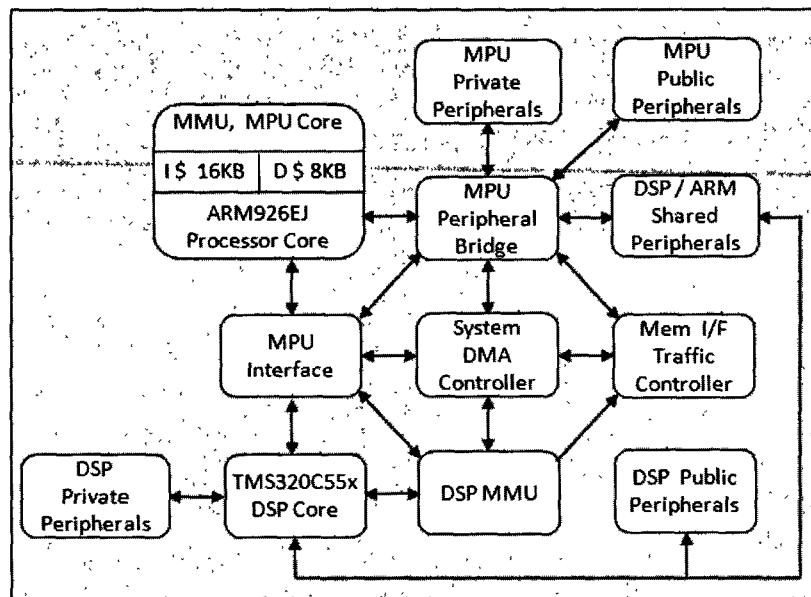 MPU
Private
Peripherals
MPU
Public
Peripherals
MMU, MPU Core
I $ 16KB
D $ 8KB
ARM926EJ
Processor Core
MPU
Peripheral
Bridge
DSP / ARM
Shared
Peripherals
MPU
Interface
System
DMA
Controller
Mem I/F
Traffic
Controller
DSP
Private
Peripherals
TMS320C55x
DSP Core
DSP MMU
DSP Public
Peripherals